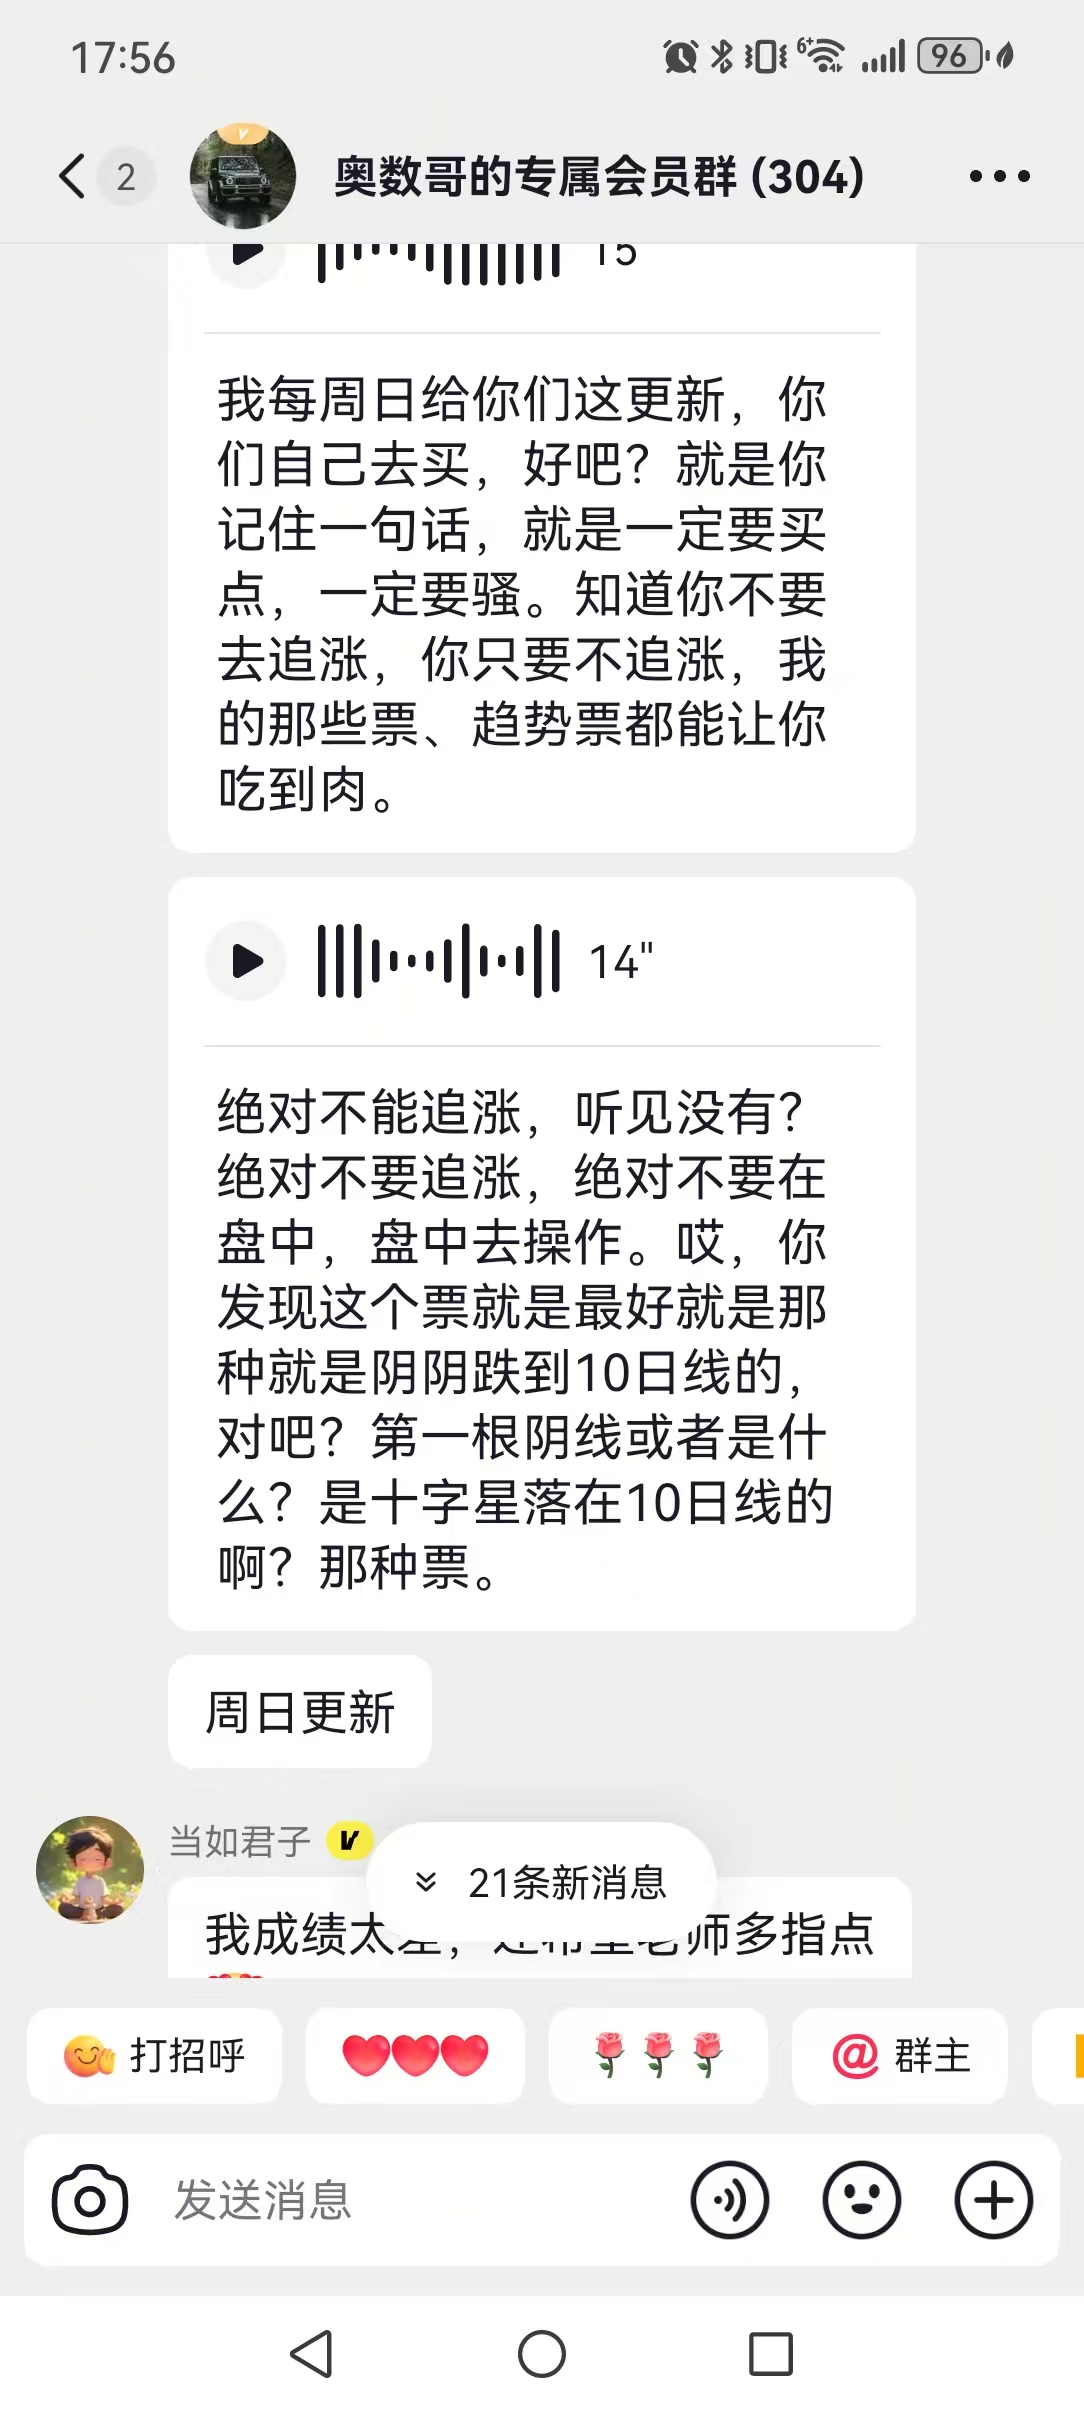 17:56
6+
96
2
奥数哥的专属会员群 (304)
15
我每周日给你们这更新，你
们自己去买，好吧？就是你
记住一句话，就是一定要买
点，一定要骚。知道你不要
去追涨，你只要不追涨，我
的那些票、趋势票都能让你
吃到肉。
14"
绝对不能追涨，听见没有？
绝对不要追涨，绝对不要在
盘中，盘中去操作。哎，你
发现这个票就是最好就是那
种就是阴阴跌到10日线的，
对吧？第一根阴线或者是什
么？是十字星落在10日线的
啊？那种票。
周日更新
当如君子
21条新消息
我成绩太差，还希望老师多指点
打招呼
@ 群主
发送消息